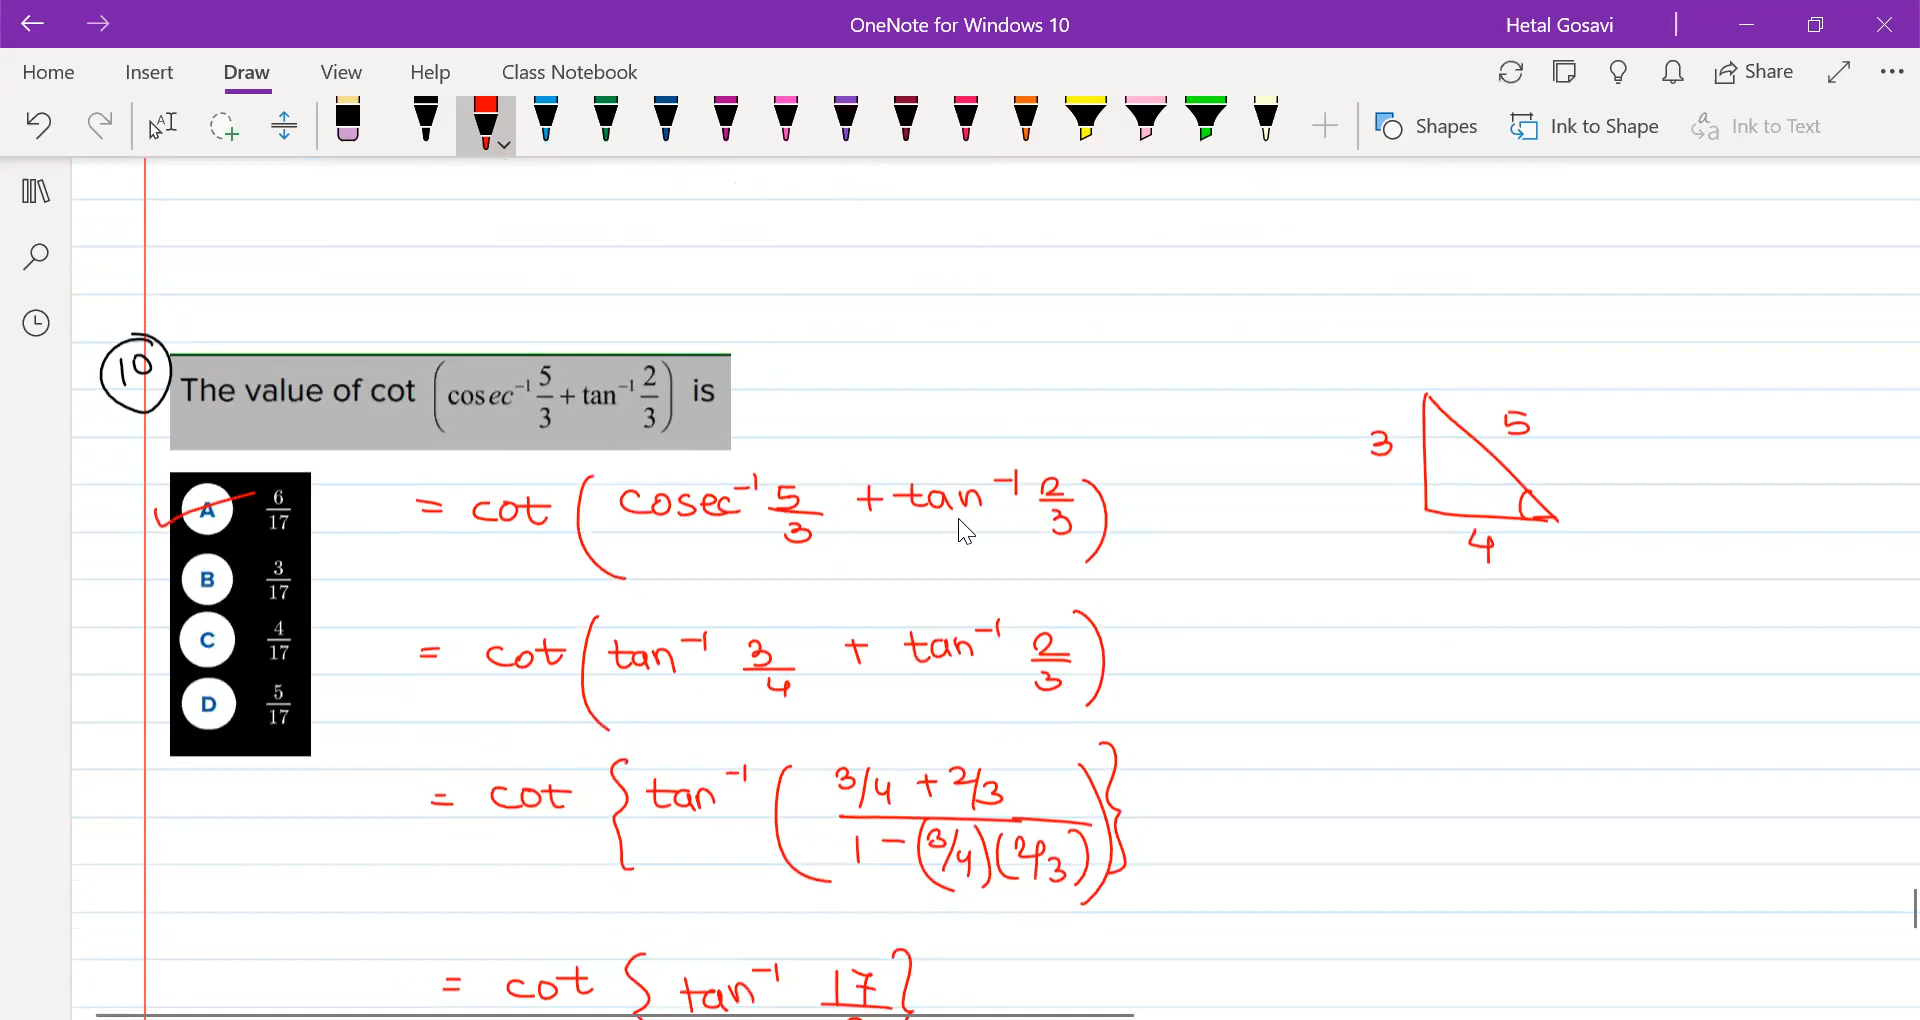 OneNote for Windows 10
Hetal Gosavi
Home Insert Draw View Help Class Notebook
Share
Shapes Ink to Shape Ink to Text
10
The value of cot (cosec⁻¹ 5/3 + tan⁻¹ 2/3) is
A 6/17
B 3/17
C 4/17
D 5/17
= cot (cosec⁻¹ 5/3 + tan⁻¹ 2/3)
3 5
4
= cot (tan⁻¹ 3/4 + tan⁻¹ 2/3)
= cot {tan⁻¹ ((3/4 + 2/3)/(1 - (3/4)(2/3)))}
= cot {tan⁻¹ 17}